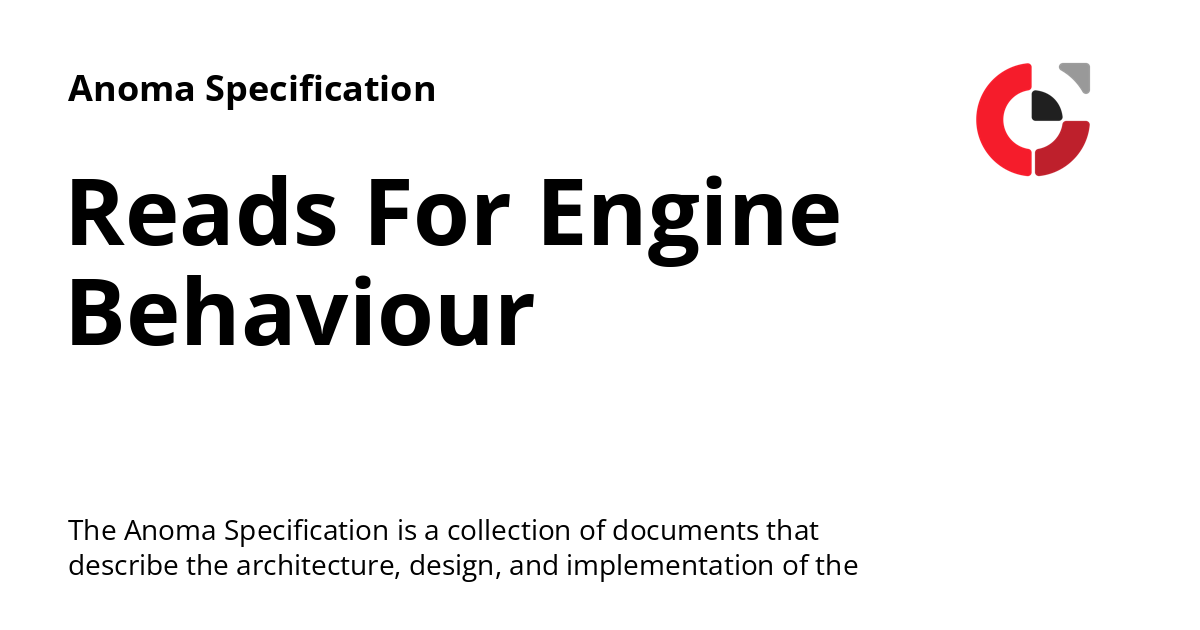 Anoma Specification
Reads For Engine
Behaviour
The Anoma Specification is a collection of documents that
describe the architecture, design, and implementation of the